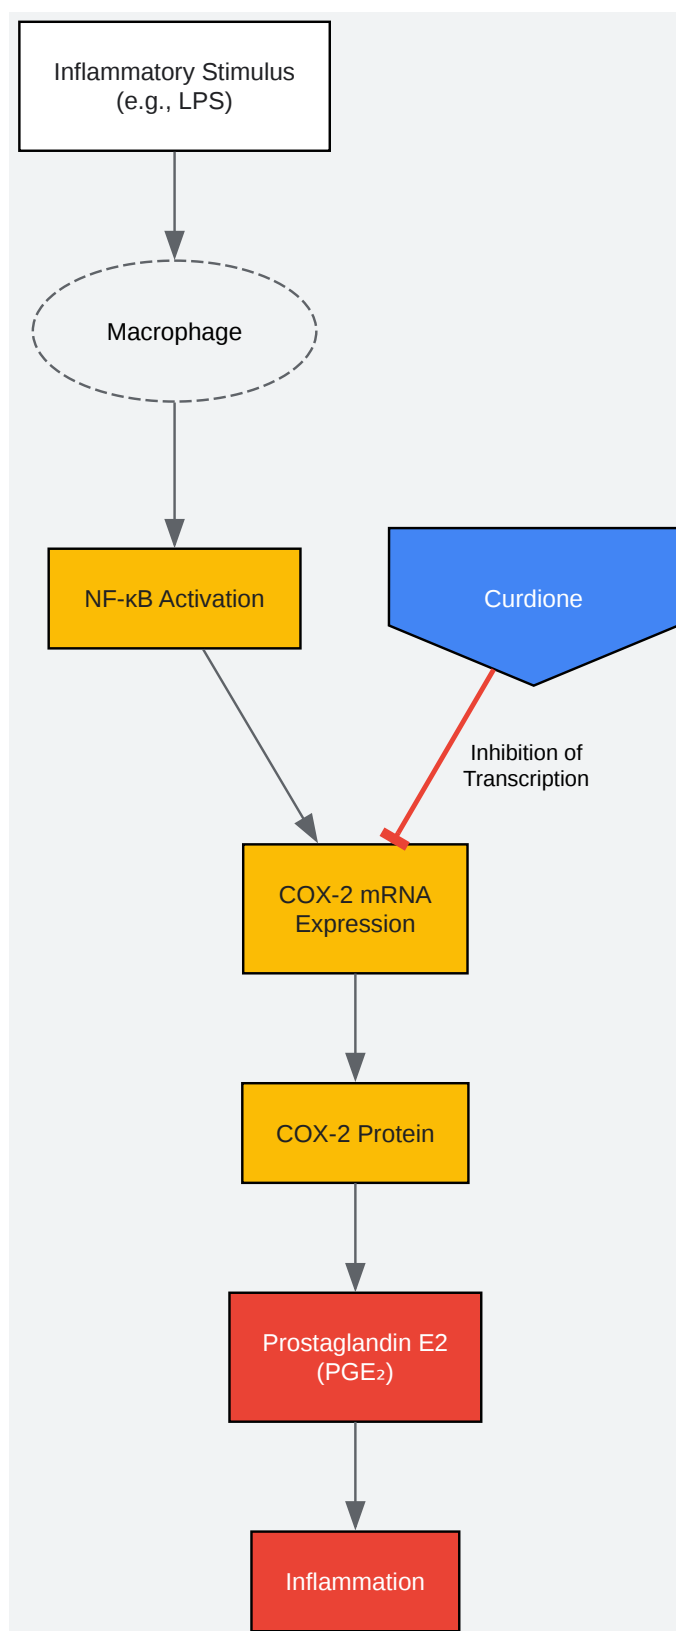 Inflammatory Stimulus
(e.g., LPS)
Macrophage
NF-κB Activation
Curdione
Inhibition of
Transcription
COX-2 mRNA
Expression
COX-2 Protein
Prostaglandin E2
(PGE₂)
Inflammation